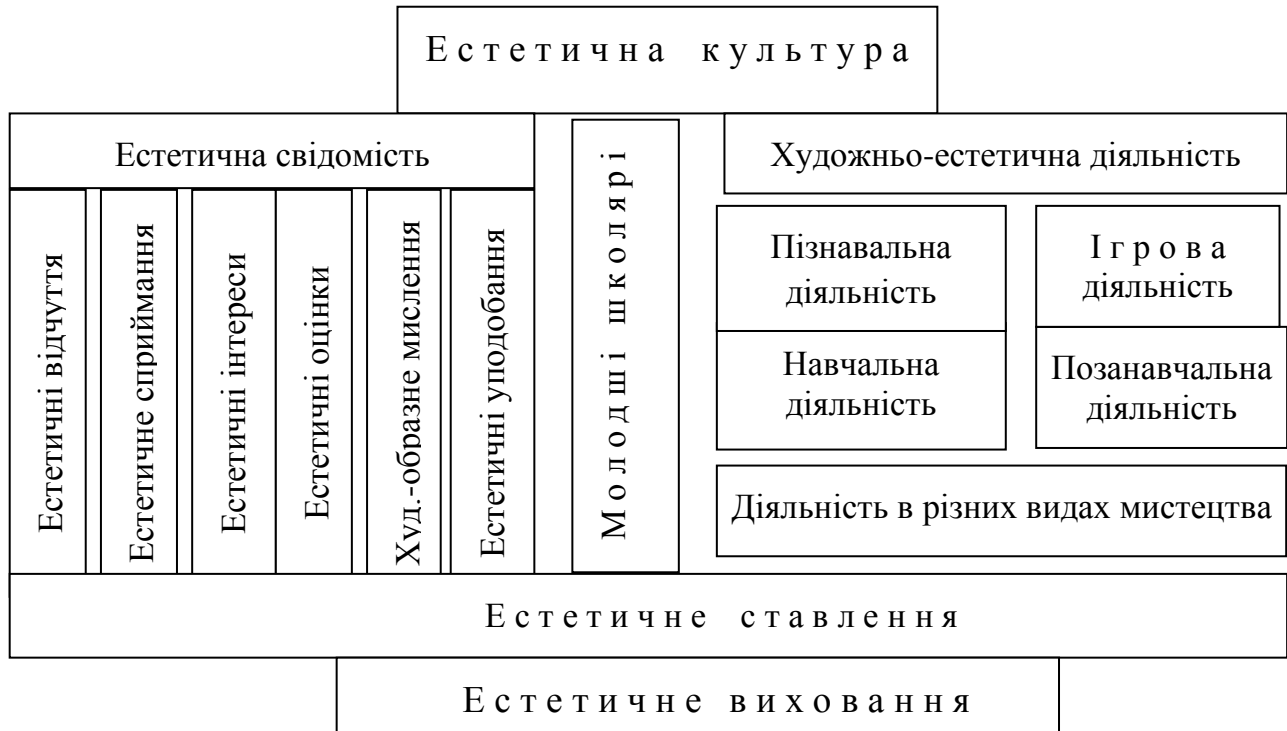 Естетична культура
Естетична свідомість
Естетичні відчуття
Естетичне сприймання
Естетичні інтереси
Естетичні оцінки
Худ.-образне мислення
Естетичні уподобання
Молодші школярі
Художньо-естетична діяльність
Пізнавальна
діяльність
Ігрова
діяльність
Навчальна
діяльність
Позанавчальна
діяльність
Діяльність в різних видах мистецтва
Естетичне ставлення
Естетичне виховання